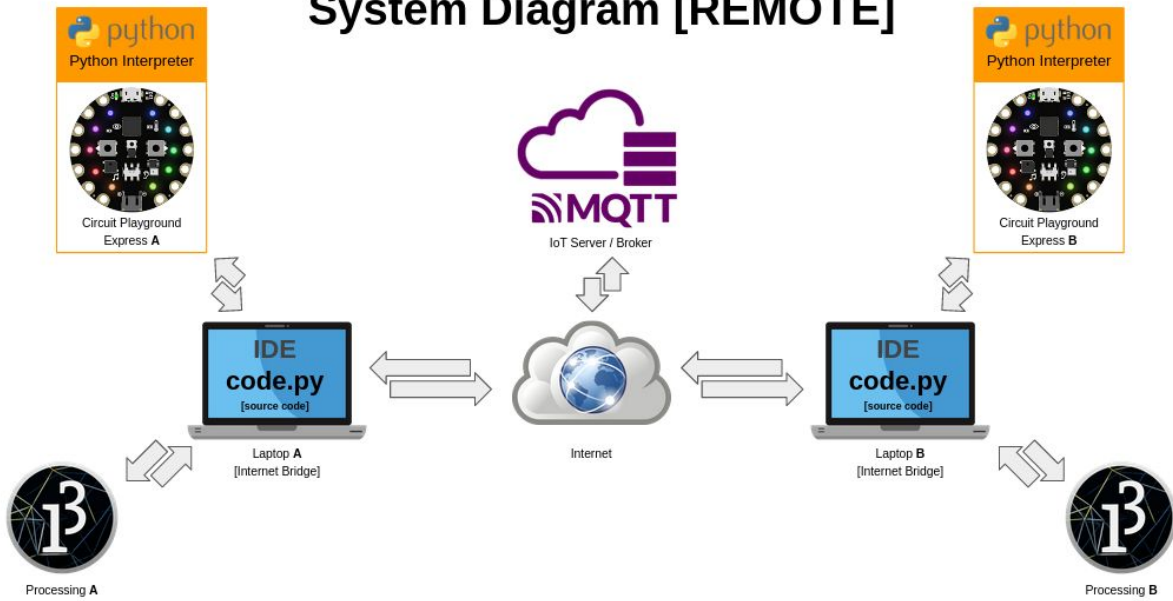 System Diagram [REMOTE]
python
Python Interpreter
Circuit Playground
Express A
python
Python Interpreter
Circuit Playground
Express B
MQTT
IoT Server / Broker
IDE
code.py
[source code]
Laptop A
[Internet Bridge]
Internet
IDE
code.py
[source code]
Laptop B
[Internet Bridge]
3
Processing A
3
Processing B